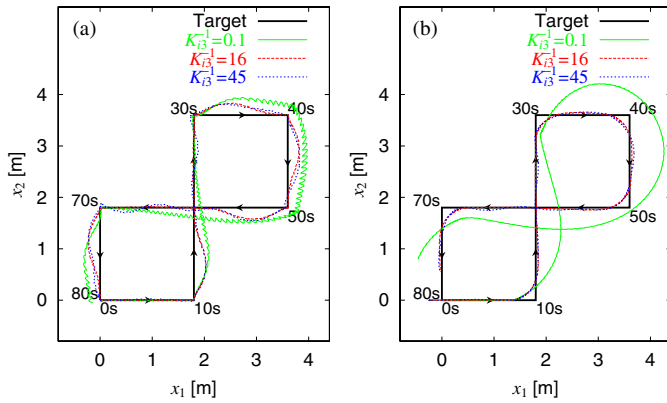 (a)
Target
K_{i3}^{-1}=0.1
K_{i3}^{-1}=16
K_{i3}^{-1}=45
30s
40s
70s
50s
80s
0s
10s
4
3
2
1
0
0 1 2 3 4
x_2 [m]
x_1 [m]
(b)
Target
K_{i3}^{-1}=0.1
K_{i3}^{-1}=16
K_{i3}^{-1}=45
30s
40s
70s
50s
80s
0s
10s
4
3
2
1
0
0 1 2 3 4
x_2 [m]
x_1 [m]